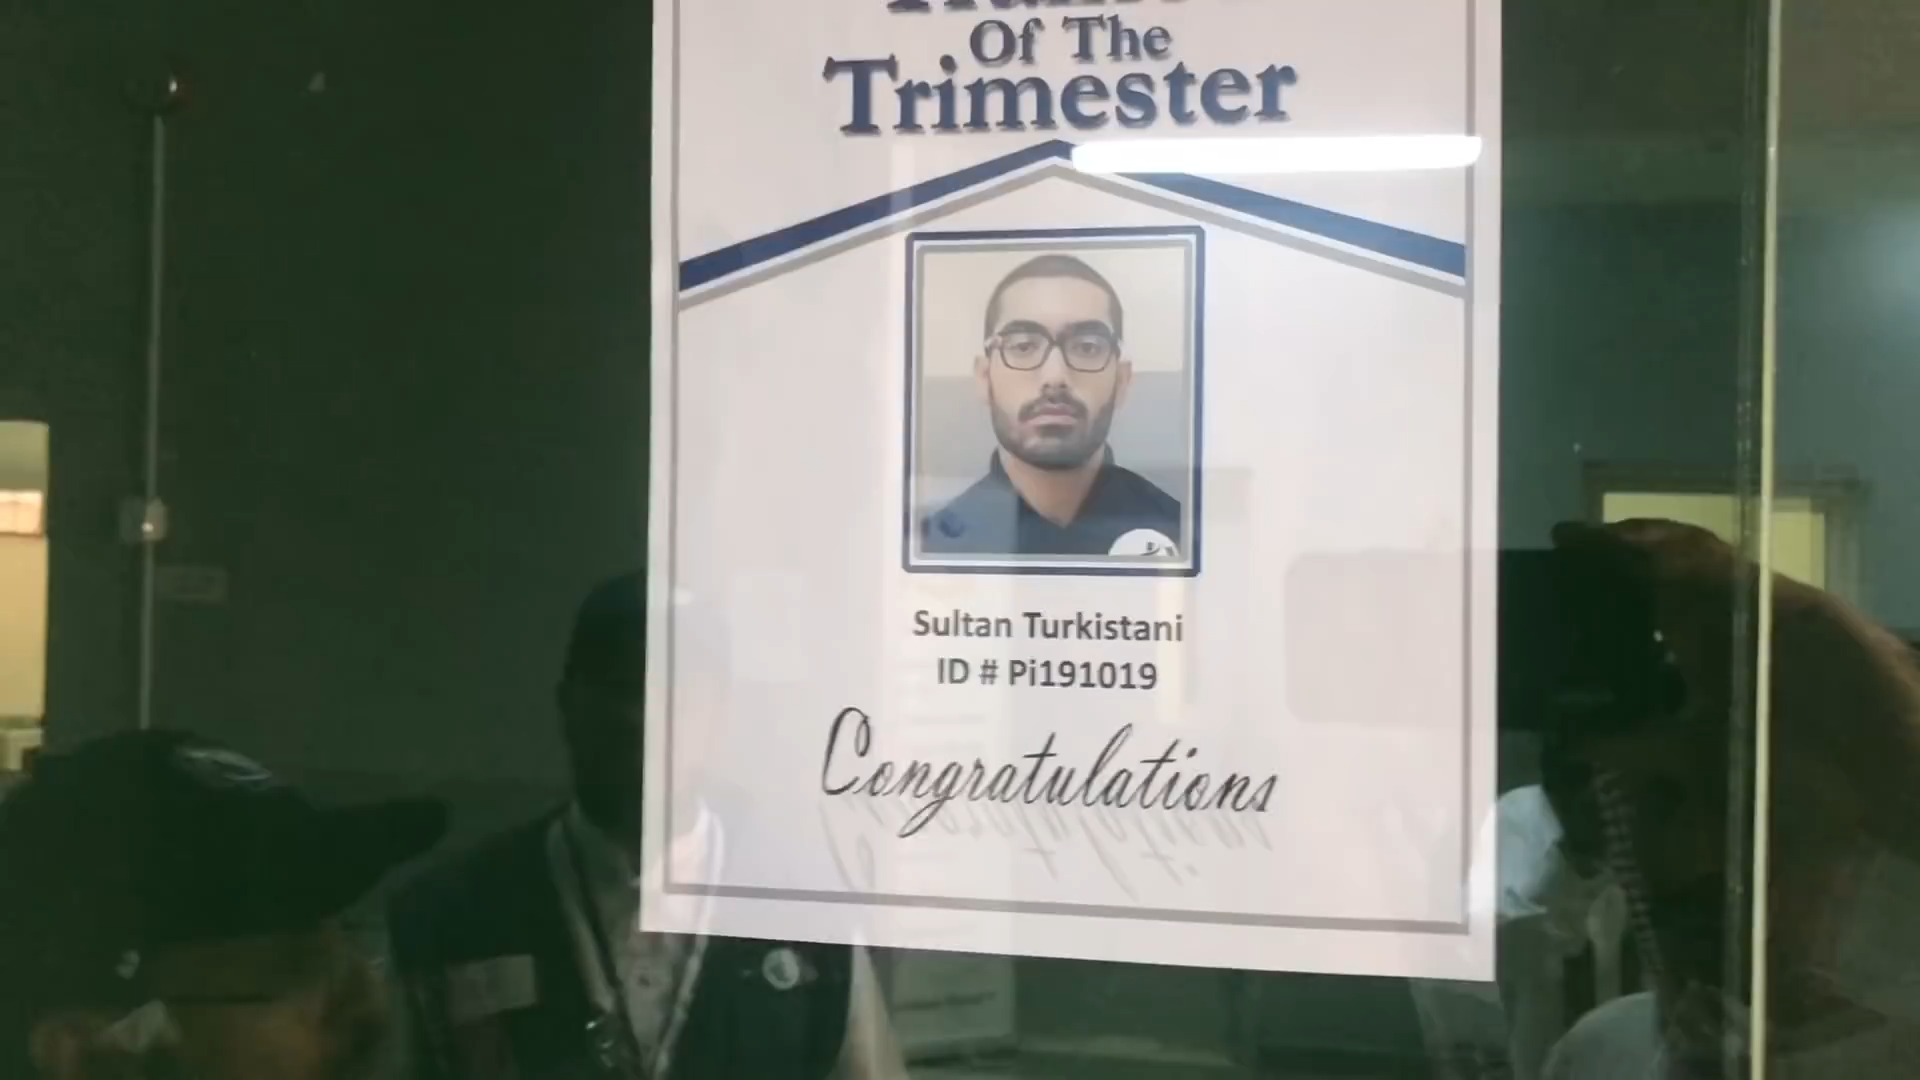 Of The
Trimester
Sultan Turkistani
ID # Pi191019
Congratulations